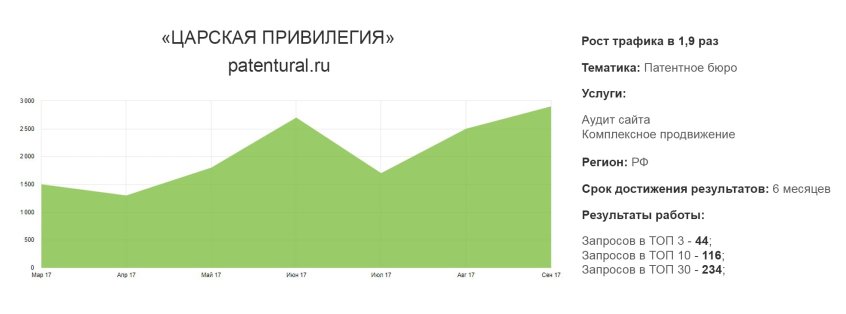 «ЦАРСКАЯ ПРИВИЛЕГИЯ»
patentural.ru
3 000
2 500
2 000
1 500
1 000
500
0
Мар 17
Апр 17
Май 17
Июн 17
Июл 17
Авг 17
Сен 17
Рост трафика в 1,9 раз
Тематика: Патентное бюро
Услуги:
Аудит сайта
Комплексное продвижение
Регион: РФ
Срок достижения результатов: 6 месяцев
Результаты работы:
Запросов в ТОП 3 - 44;
Запросов в ТОП 10 - 116;
Запросов в ТОП 30 - 234;